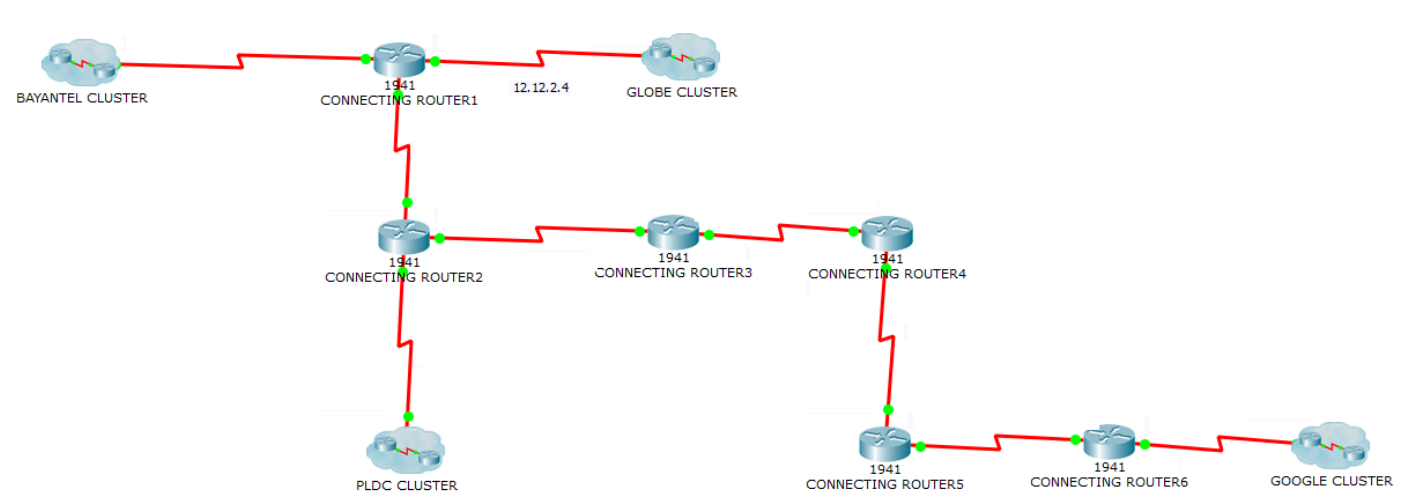 BAYANTEL CLUSTER
1941
CONNECTING ROUTER1
12.12.2.4
GLOBE CLUSTER
1941
CONNECTING ROUTER2
1941
CONNECTING ROUTER3
1941
CONNECTING ROUTER4
PLDC CLUSTER
1941
CONNECTING ROUTER5
1941
CONNECTING ROUTER6
GOOGLE CLUSTER